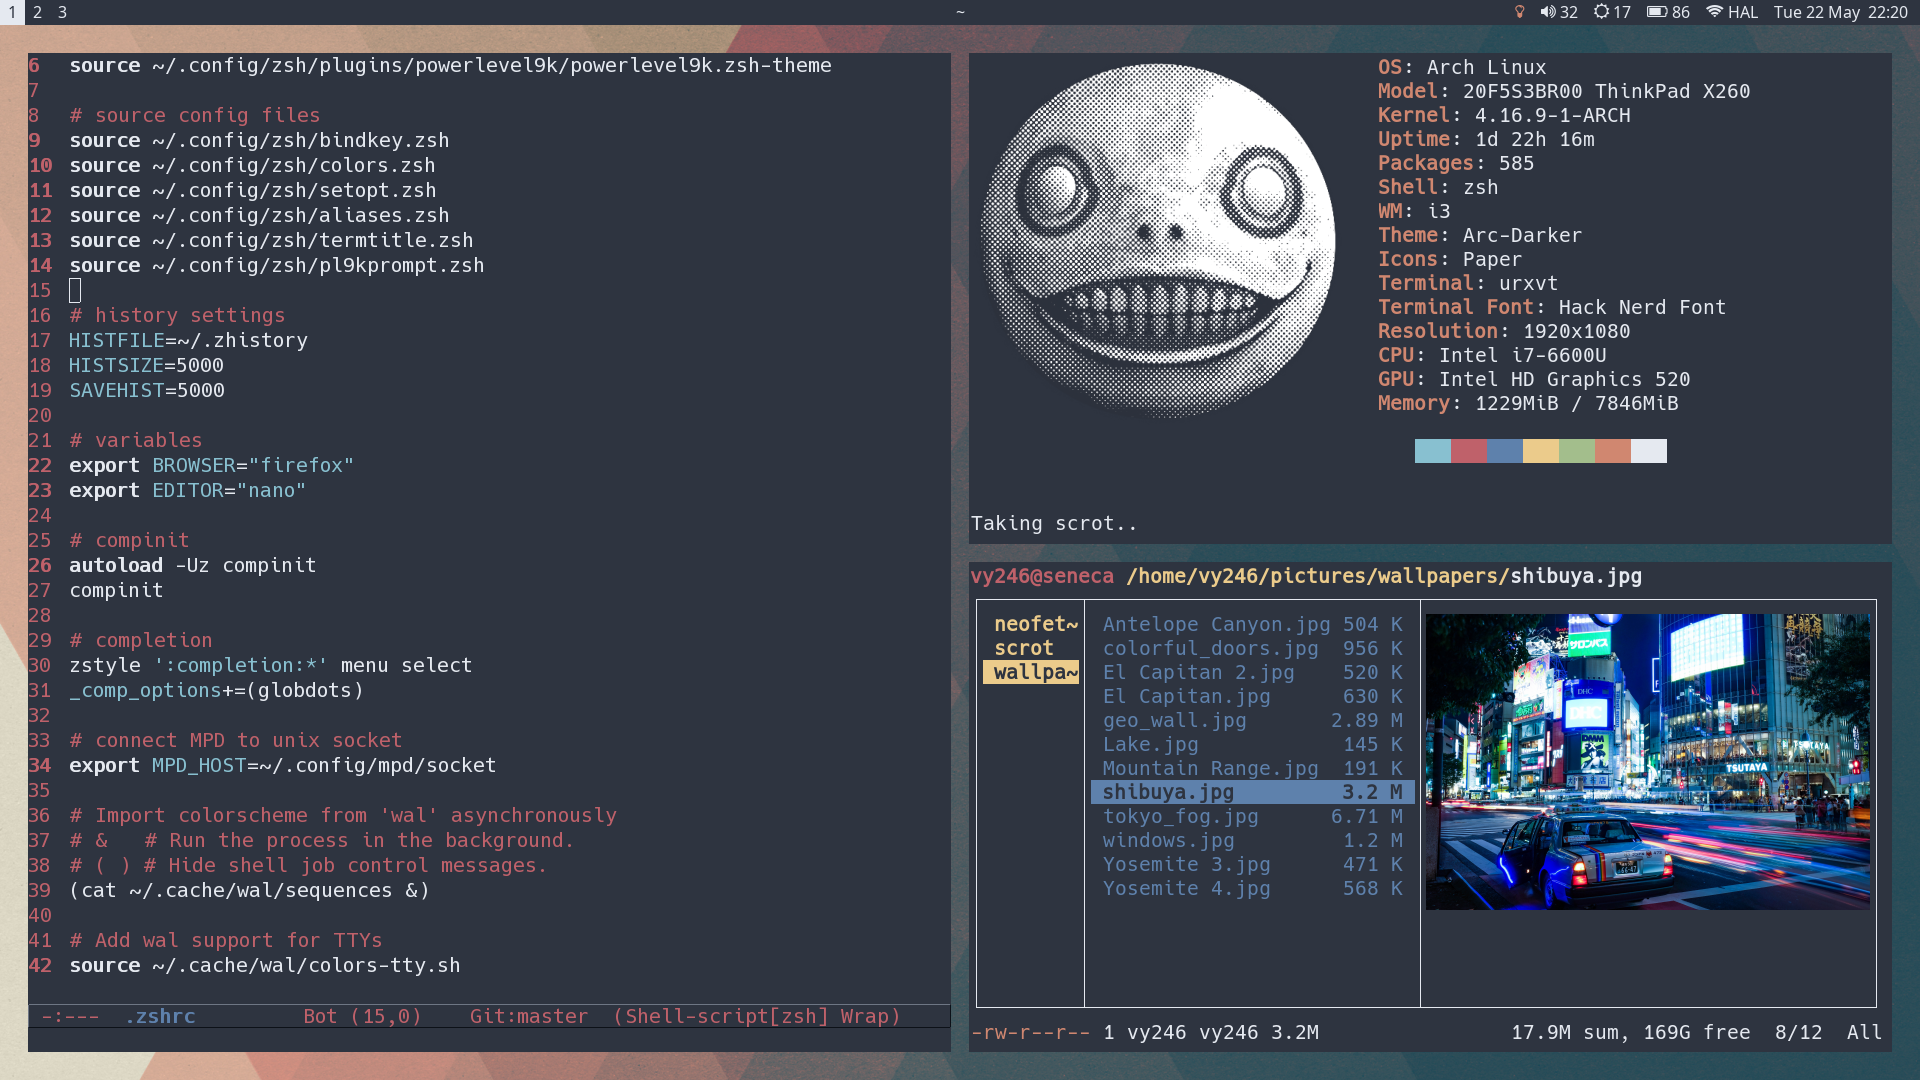 1 2 3 ~ 32 17 86 HAL Tue 22 May 22:20
6 source ~/.config/zsh/plugins/powerlevel9k/powerlevel9k.zsh-theme
7
8 # source config files
9 source ~/.config/zsh/bindkey.zsh
10 source ~/.config/zsh/colors.zsh
11 source ~/.config/zsh/setopt.zsh
12 source ~/.config/zsh/aliases.zsh
13 source ~/.config/zsh/termtitle.zsh
14 source ~/.config/zsh/pl9kprompt.zsh
15
16 # history settings
17 HISTFILE=~/.zhistory
18 HISTSIZE=5000
19 SAVEHIST=5000
20
21 # variables
22 export BROWSER="firefox"
23 export EDITOR="nano"
24
25 # compinit
26 autoload -Uz compinit
27 compinit
28
29 # completion
30 zstyle ':completion:*' menu select
31 _comp_options+=(globdots)
32
33 # connect MPD to unix socket
34 export MPD_HOST=~/.config/mpd/socket
35
36 # Import colorscheme from 'wal' asynchronously
37 # &   # Run the process in the background.
38 # ( ) # Hide shell job control messages.
39 (cat ~/.cache/wal/sequences &)
40
41 # Add wal support for TTYs
42 source ~/.cache/wal/colors-tty.sh
-:--- .zshrc Bot (15,0) Git:master (Shell-script[zsh] Wrap)
OS: Arch Linux
Model: 20F5S3BR00 ThinkPad X260
Kernel: 4.16.9-1-ARCH
Uptime: 1d 22h 16m
Packages: 585
Shell: zsh
WM: i3
Theme: Arc-Darker
Icons: Paper
Terminal: urxvt
Terminal Font: Hack Nerd Font
Resolution: 1920x1080
CPU: Intel i7-6600U
GPU: Intel HD Graphics 520
Memory: 1229MiB / 7846MiB
Taking scrot..
vy246@seneca /home/vy246/pictures/wallpapers/shibuya.jpg
neofet~
scrot
wallpa~
Antelope Canyon.jpg 504 K
colorful_doors.jpg 956 K
El Capitan 2.jpg 520 K
El Capitan.jpg 630 K
geo_wall.jpg 2.89 M
Lake.jpg 145 K
Mountain Range.jpg 191 K
shibuya.jpg 3.2 M
tokyo_fog.jpg 6.71 M
windows.jpg 1.2 M
Yosemite 3.jpg 471 K
Yosemite 4.jpg 568 K
サロンパス
DHC
DHC
DMM
FX
TSUTAYA
TSUTAYA
-rw-r--r-- 1 vy246 vy246 3.2M 17.9M sum, 169G free 8/12 All